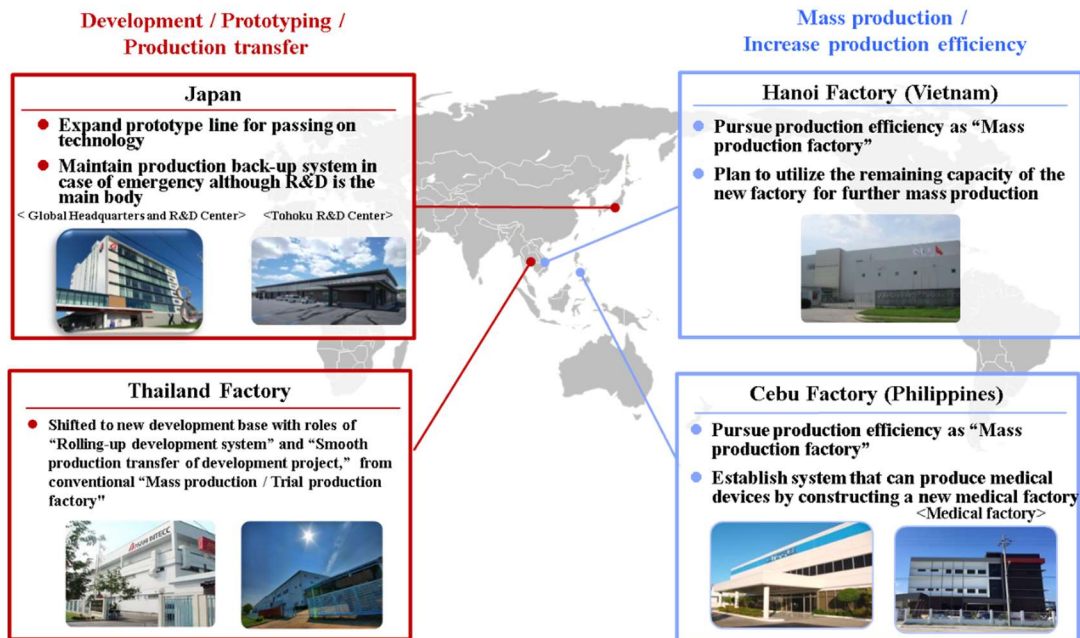 Development / Prototyping /
Production transfer
Mass production /
Increase production efficiency
Japan
Expand prototype line for passing on
technology
Maintain production back-up system in
case of emergency although R&D is the
main body
< Global Headquarters and R&D Center>
<Tohoku R&D Center>
Hanoi Factory (Vietnam)
Pursue production efficiency as “Mass
production factory”
Plan to utilize the remaining capacity of the
new factory for further mass production
Thailand Factory
Shifted to new development base with roles of
“Rolling-up development system” and “Smooth
production transfer of development project,” from
conventional “Mass production / Trial production
factory"
ASAHI INTECC
Cebu Factory (Philippines)
Pursue production efficiency as “Mass
production factory”
Establish system that can produce medical
devices by constructing a new medical factory
<Medical factory>